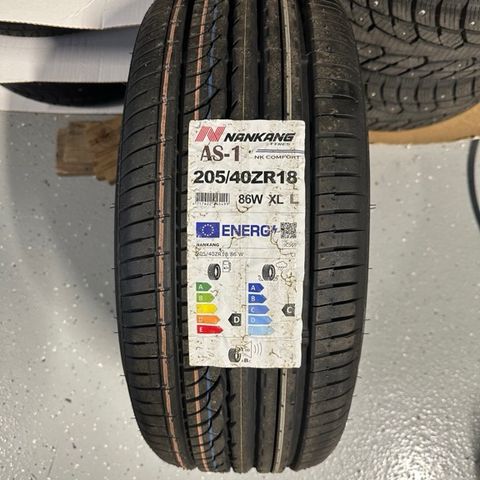 NANKANG
TYRES
AS-1
NK COMFORT
205/40ZR18
86W XL L
ENERG
NANKANG
205/40ZR18 86 W
A
B
C
D
E
D
A
B
C
D
E
C
B